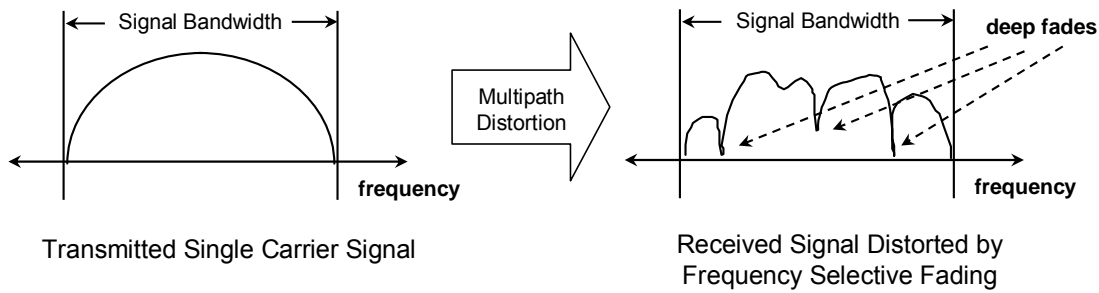 Signal Bandwidth
frequency
Transmitted Single Carrier Signal
Multipath
Distortion
Signal Bandwidth
deep fades
frequency
Received Signal Distorted by
Frequency Selective Fading